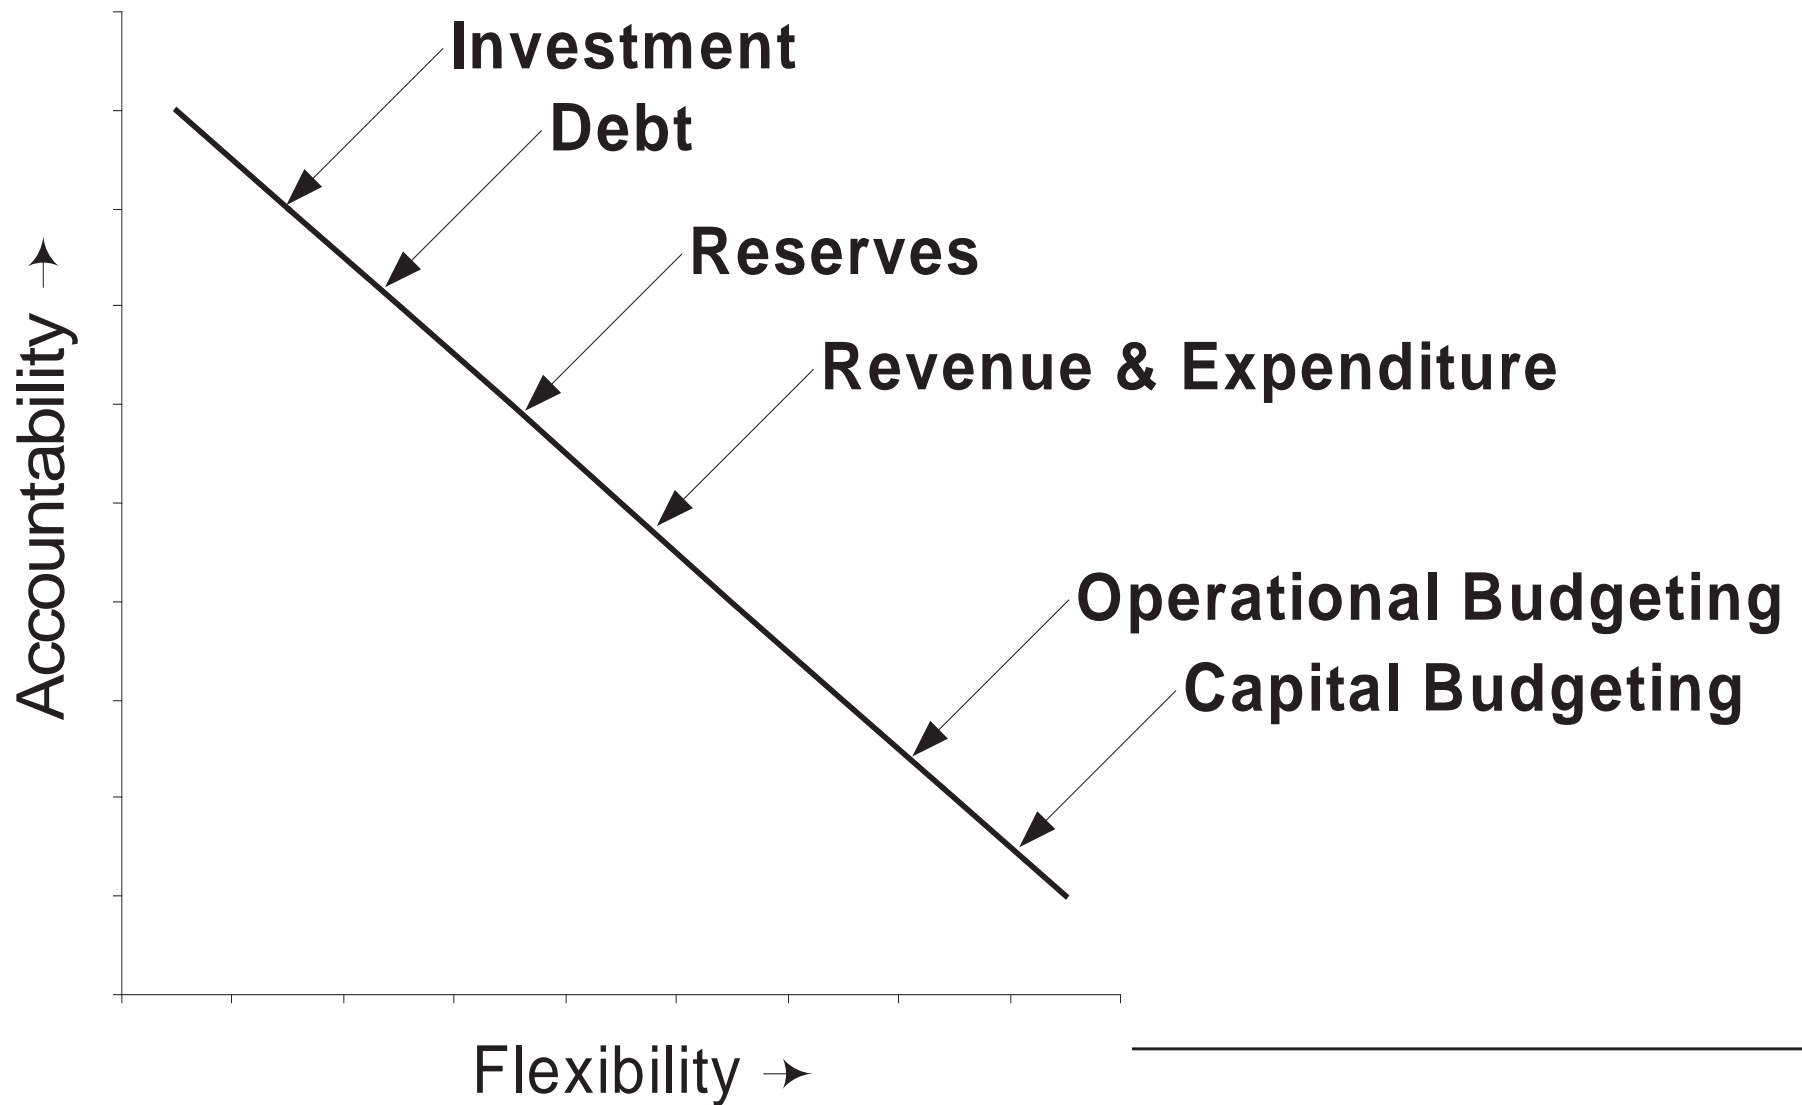 Investment
Debt
Reserves
Revenue & Expenditure
Operational Budgeting
Capital Budgeting
Accountability →
Flexibility →